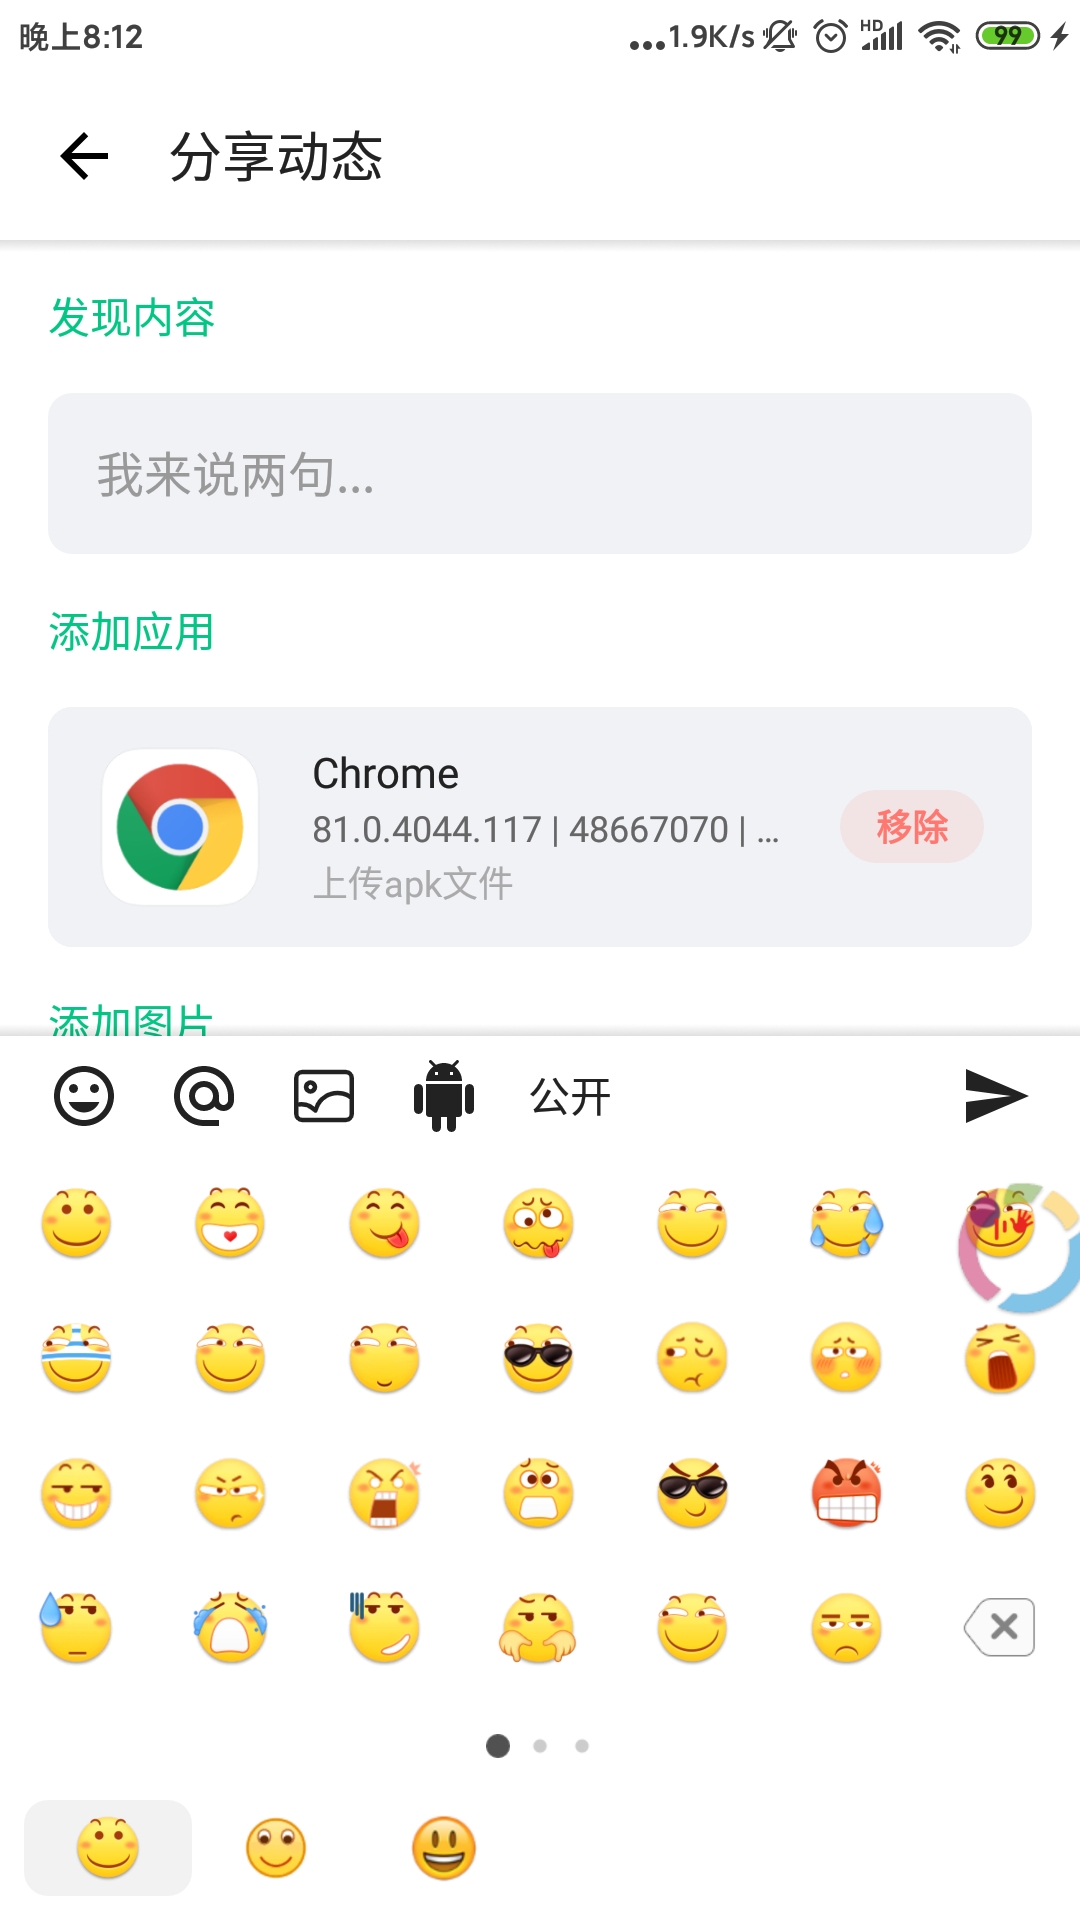 晚上8:12
...1.9K/s
HD
99
分享动态
发现内容
我来说两句...
添加应用
Chrome
81.0.4044.117 | 48667070 | ...
移除
上传apk文件
添加图片
公开